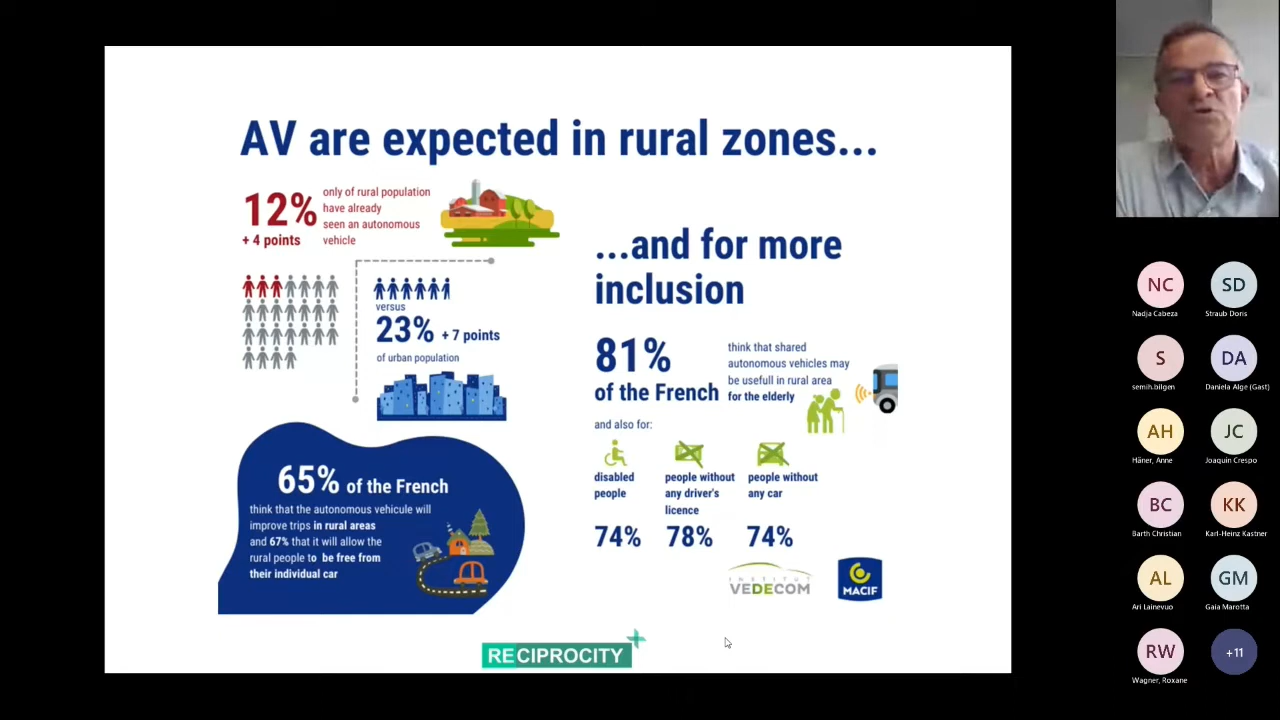 AV are expected in rural zones...
12%
+ 4 points
only of rural population
have already
seen an autonomous
vehicle
versus
23% + 7 points
of urban population
65% of the French
think that the autonomous vehicule will
improve trips in rural areas
and 67% that it will allow the
rural people to be free from
their individual car
...and for more
inclusion
81%
of the French
think that shared
autonomous vehicles may
be usefull in rural area
for the elderly
and also for:
disabled
people
74%
people without
any driver's
licence
78%
people without
any car
74%
INSTITUT
VEDECOM
MACIF
RECIPROCITY
NC
Nadja Cabeza
SD
Straub Doris
S
semih.bilgen
DA
Daniela Alge (Gast)
AH
Häner, Anne
JC
Joaquín Crespo
BC
Barth Christian
KK
Karl-Heinz Kastner
AL
Ari Lainevuo
GM
Gaia Marotta
RW
Wagner, Roxane
+11